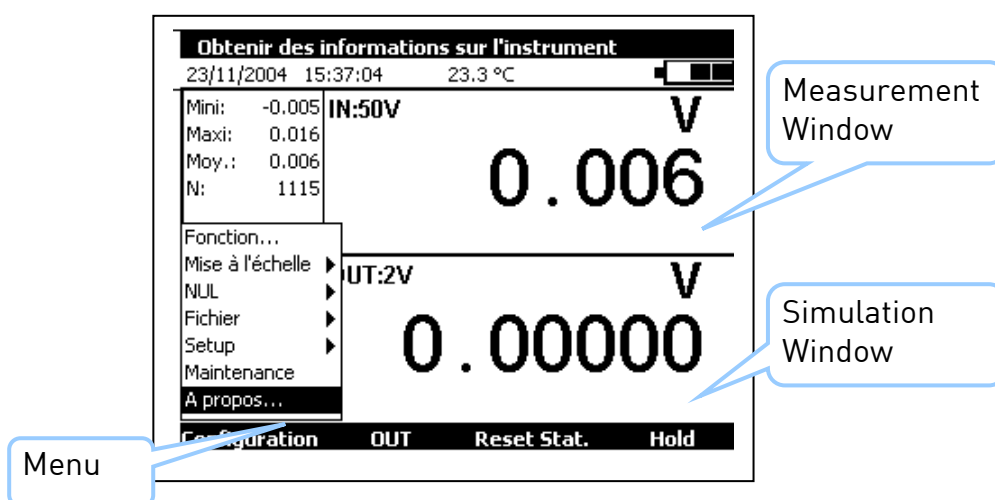 Obtenir des informations sur l'instrument
23/11/2004 15:37:04 23.3 °C
Mini: -0.005
Maxi: 0.016
Moy.: 0.006
N: 1115
IN:50V V
0.006
Measurement
Window
Fonction...
Mise à l'échelle
NUL
Fichier
Setup
Maintenance
A propos...
OUT:2V V
0.00000
Simulation
Window
Configuration OUT Reset Stat. Hold
Menu